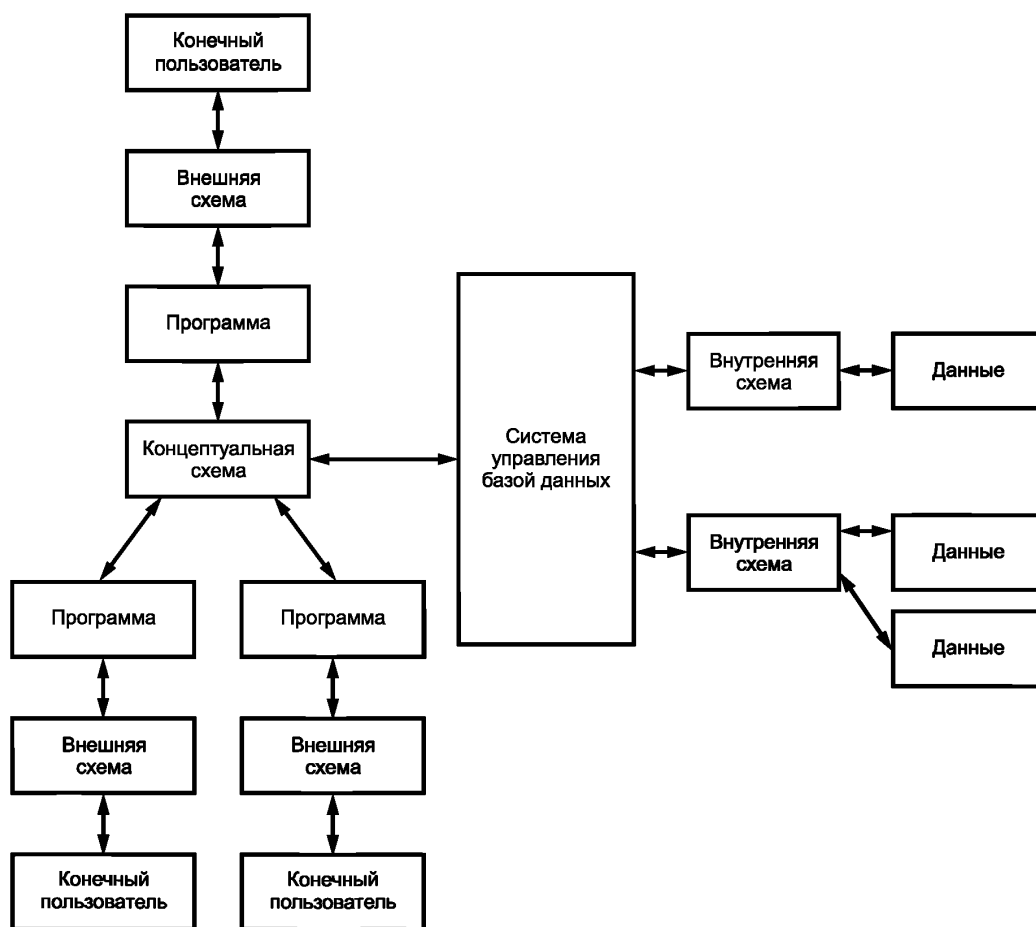 Конечный
пользователь
Внешняя
схема
Программа
Концептуальная
схема
Система
управления
базой данных
Внутренняя
схема
Данные
Внутренняя
схема
Данные
Данные
Программа
Программа
Внешняя
схема
Внешняя
схема
Конечный
пользователь
Конечный
пользователь